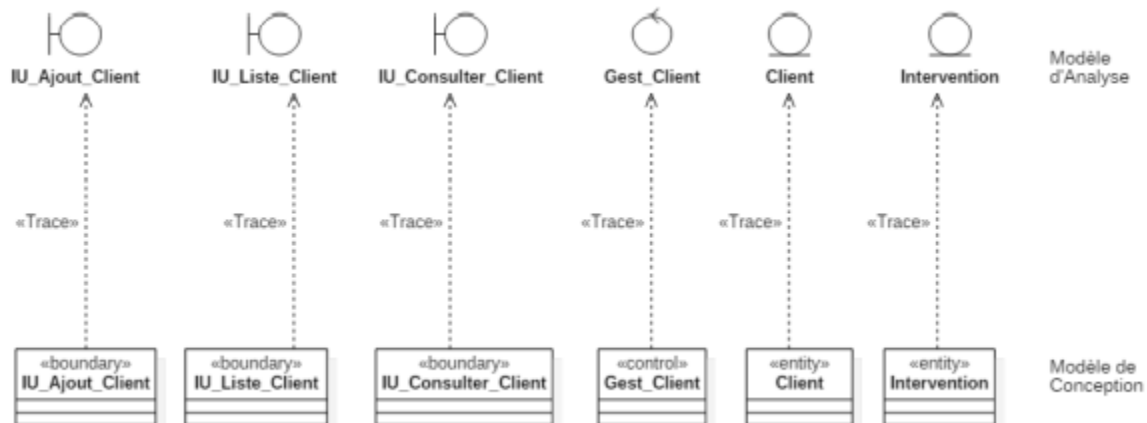 IU_Ajout_Client IU_Liste_Client IU_Consulter_Client Gest_Client Client Intervention
Modèle
d'Analyse
«Trace» «Trace» «Trace» «Trace» «Trace» «Trace»
«boundary» «boundary» «boundary» «control» «entity» «entity»
IU_Ajout_Client IU_Liste_Client IU_Consulter_Client Gest_Client Client Intervention
Modèle de
Conception